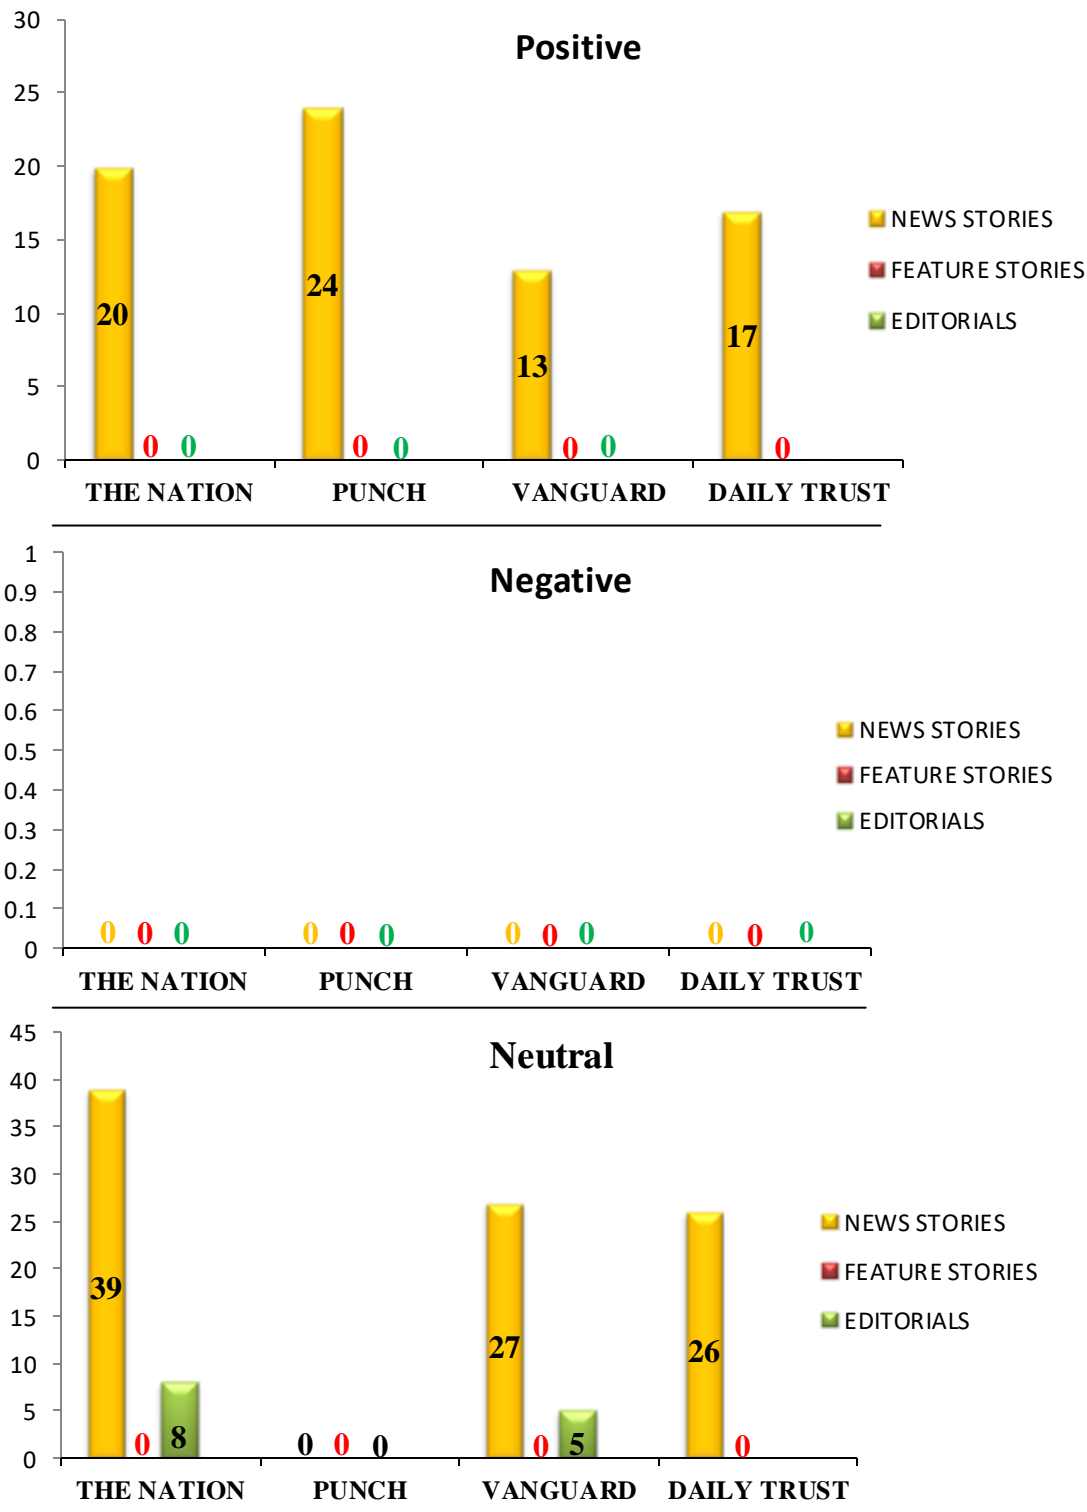 Positive
30
25
20
15
10
5
0
20 0 0 24 0 0 13 0 0 17 0
THE NATION PUNCH VANGUARD DAILY TRUST
NEWS STORIES
FEATURE STORIES
EDITORIALS
Negative
1
0.9
0.8
0.7
0.6
0.5
0.4
0.3
0.2
0.1
0
0 0 0 0 0 0 0 0 0 0 0 0
THE NATION PUNCH VANGUARD DAILY TRUST
NEWS STORIES
FEATURE STORIES
EDITORIALS
Neutral
45
40
35
30
25
20
15
10
5
0
39 0 8 0 0 0 27 0 5 26 0
THE NATION PUNCH VANGUARD DAILY TRUST
NEWS STORIES
FEATURE STORIES
EDITORIALS